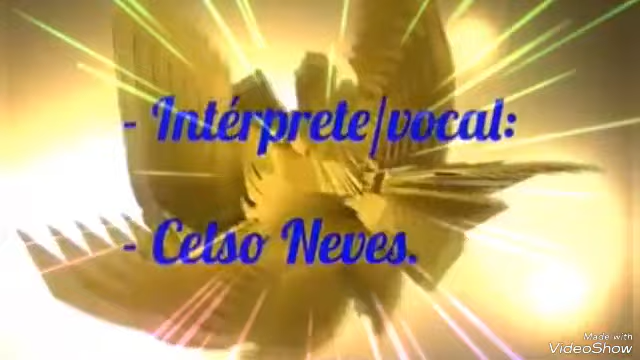 - Intérprete/vocal:
- Celso Neves.
Made with
VideoShow